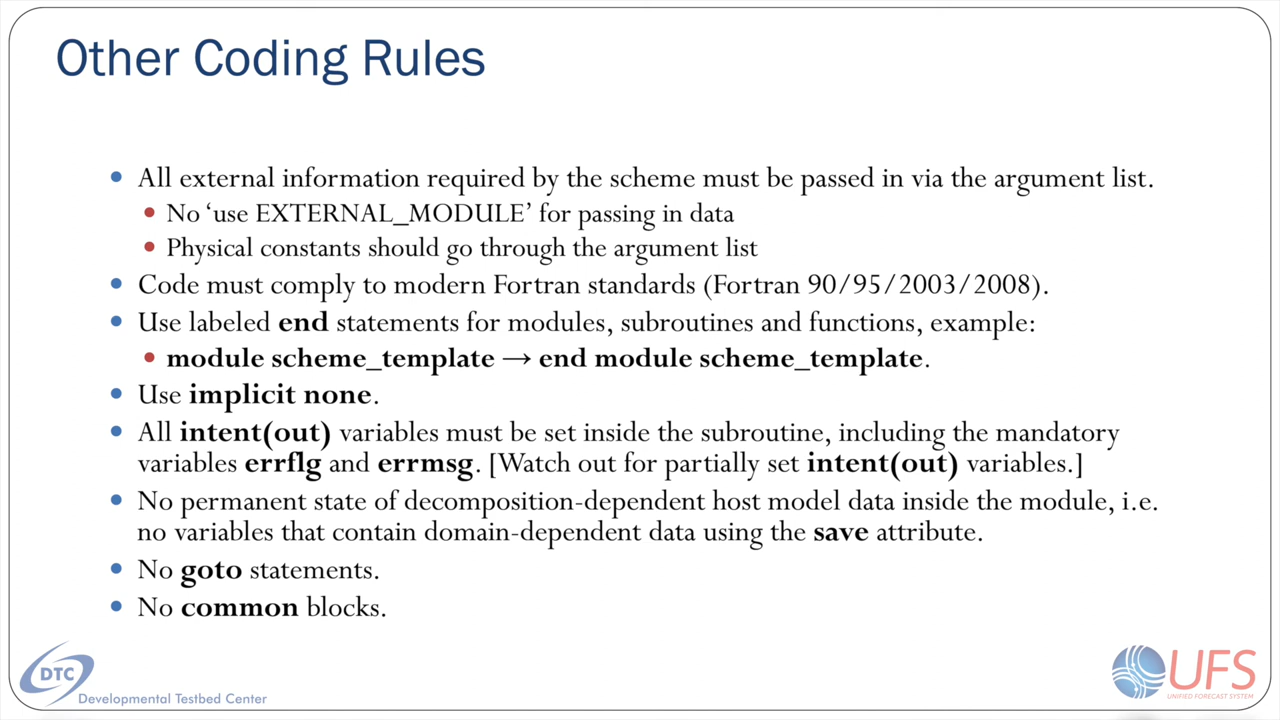 Other Coding Rules
• All external information required by the scheme must be passed in via the argument list.
• No ‘use EXTERNAL_MODULE’ for passing in data
• Physical constants should go through the argument list
• Code must comply to modern Fortran standards (Fortran 90/95/2003/2008).
• Use labeled end statements for modules, subroutines and functions, example:
• module scheme_template → end module scheme_template.
• Use implicit none.
• All intent(out) variables must be set inside the subroutine, including the mandatory
variables errflg and errmsg. [Watch out for partially set intent(out) variables.]
• No permanent state of decomposition-dependent host model data inside the module, i.e.
no variables that contain domain-dependent data using the save attribute.
• No goto statements.
• No common blocks.
DTC
Developmental Testbed Center
UFS
UNIFIED FORECAST SYSTEM